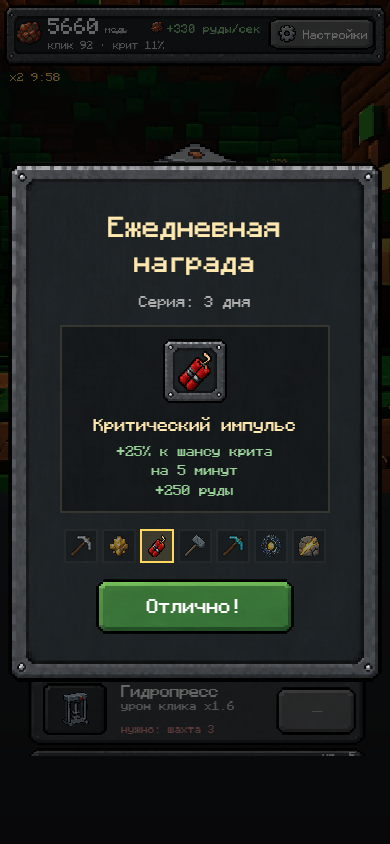 5660 медь
+330 руды/сек
Настройки
клик 92 · крит 11%
x2 9:58
Ежедневная
награда
Серия: 3 дня
Критический импульс
+25% к шансу крита
на 5 минут
+250 руды
Отлично!
Гидропресс
урон клика x1.6
нужно: шахта 3